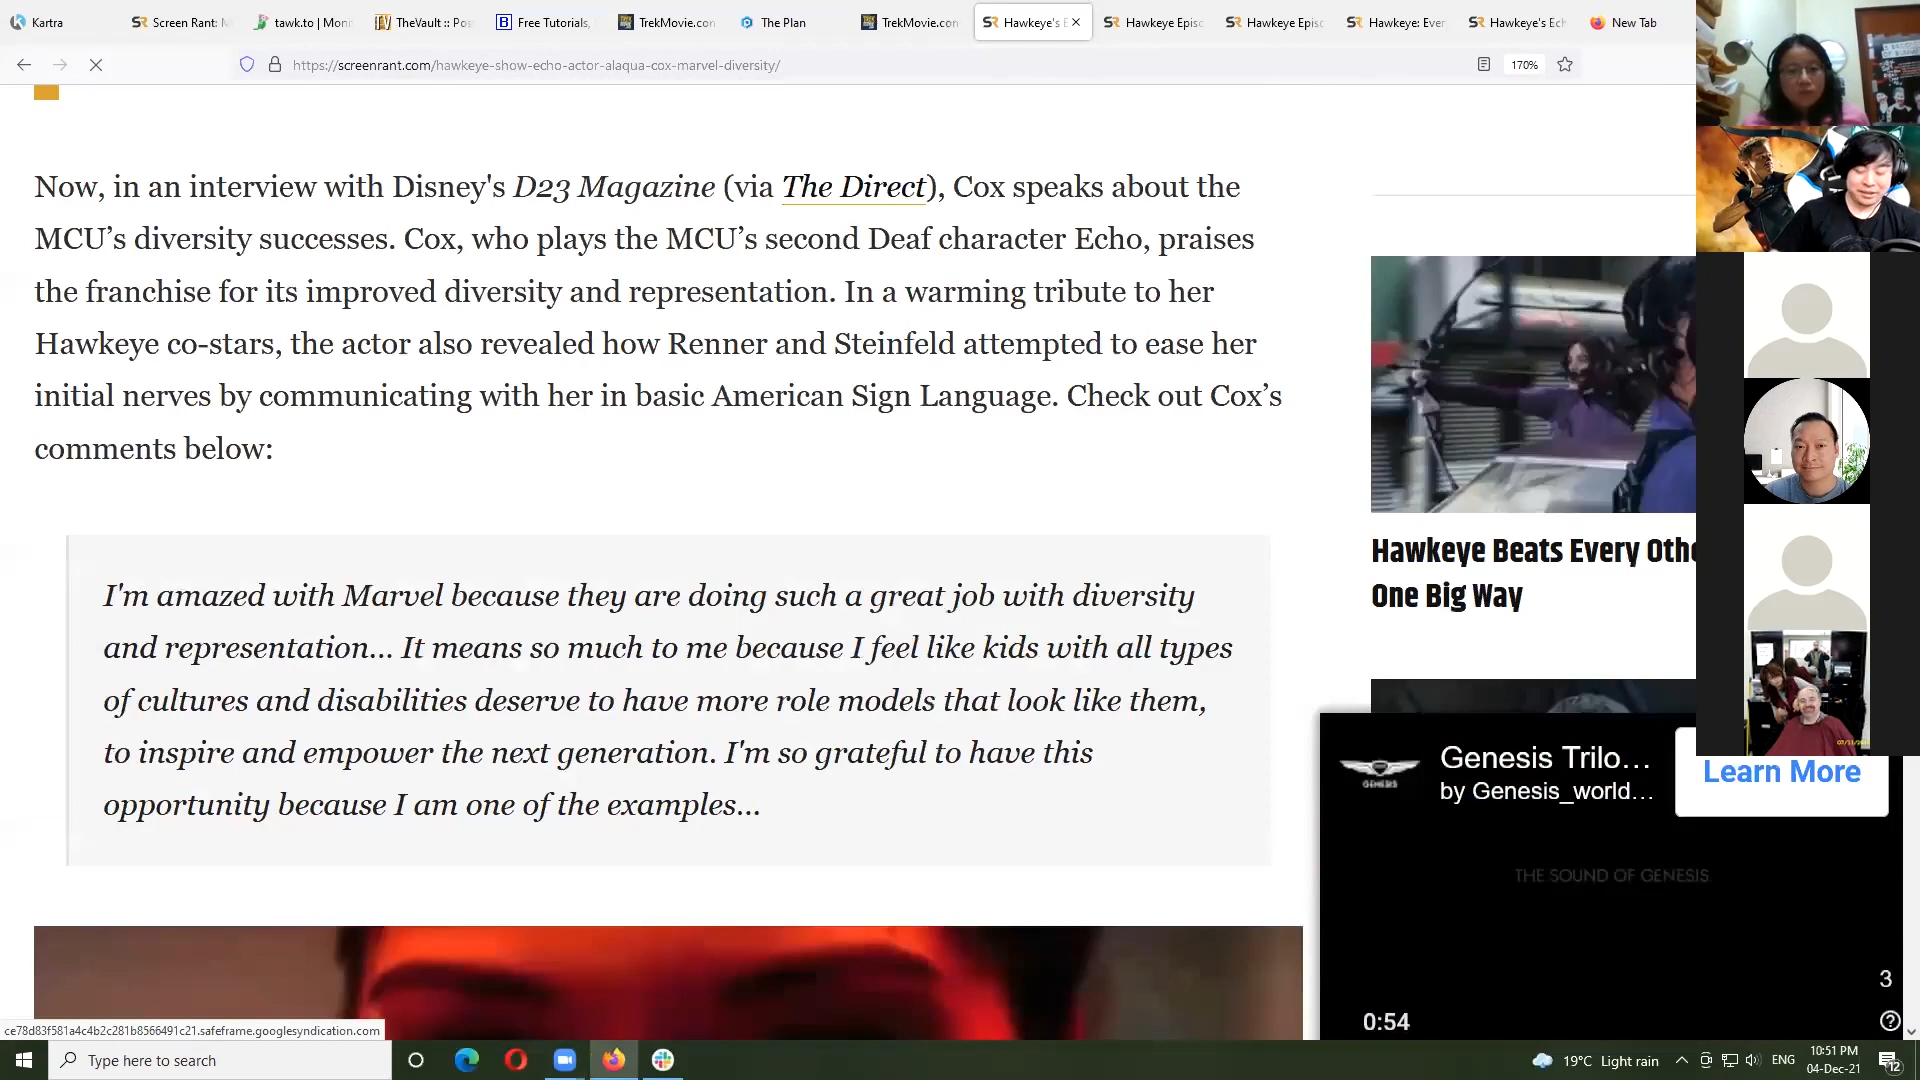 Kartra
Screen Rant: M
tawk.to | Moni
TheVault :: Pos
Free Tutorials,
TrekMovie.con
The Plan
TrekMovie.con
Hawkeye's E
Hawkeye Episo
Hawkeye Episo
Hawkeye: Ever
Hawkeye's Ech
New Tab
https://screenrant.com/hawkeye-show-echo-actor-alaqua-cox-marvel-diversity/
170%
Now, in an interview with Disney's D23 Magazine (via The Direct), Cox speaks about the
MCU’s diversity successes. Cox, who plays the MCU’s second Deaf character Echo, praises
the franchise for its improved diversity and representation. In a warming tribute to her
Hawkeye co-stars, the actor also revealed how Renner and Steinfeld attempted to ease her
initial nerves by communicating with her in basic American Sign Language. Check out Cox’s
comments below:
I'm amazed with Marvel because they are doing such a great job with diversity
and representation... It means so much to me because I feel like kids with all types
of cultures and disabilities deserve to have more role models that look like them,
to inspire and empower the next generation. I'm so grateful to have this
opportunity because I am one of the examples...
Hawkeye Beats Every Othe
One Big Way
GENESIS
Genesis Trilo...
by Genesis_world...
Learn More
THE SOUND OF GENESIS
3
0:54
ce78d83f581a4c4b2c281b8566491c21.safeframe.googlesyndication.com
Type here to search
19°C Light rain
ENG
10:51 PM
04-Dec-21
12